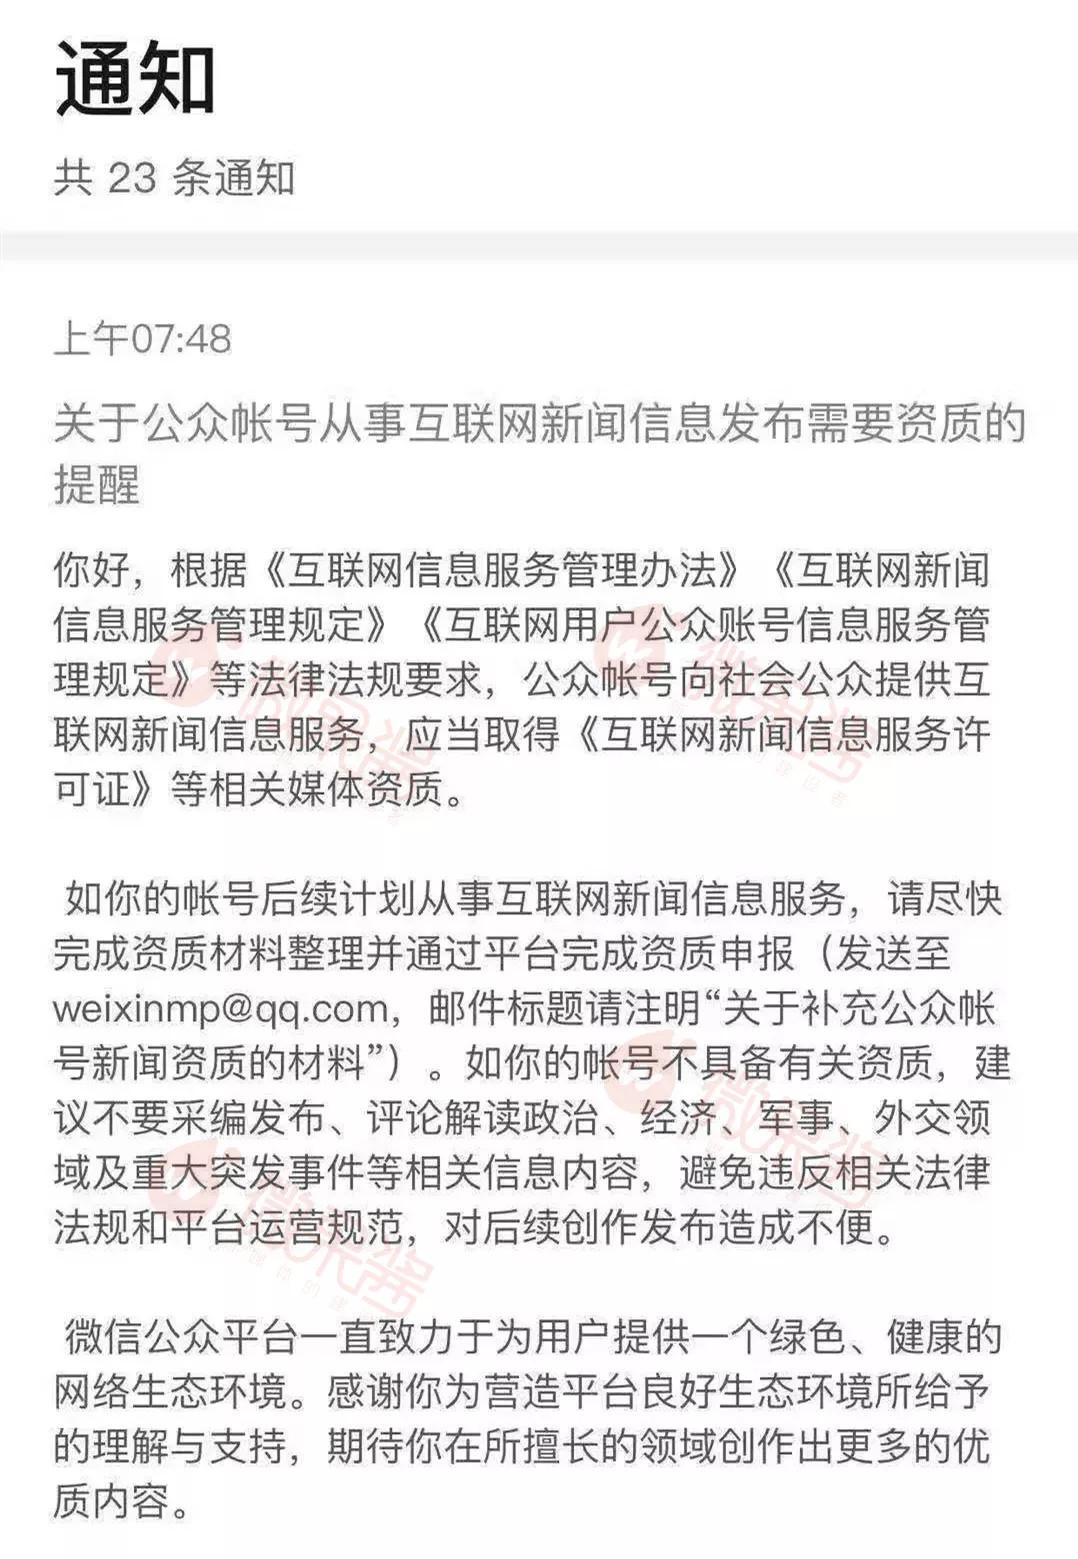 通知
共 23 条通知
上午07:48
关于公众帐号从事互联网新闻信息发布需要资质的
提醒
你好，根据《互联网信息服务管理办法》《互联网新闻
信息服务管理规定》《互联网用户公众账号信息服务管
理规定》等法律法规要求，公众帐号向社会公众提供互
联网新闻信息服务，应当取得《互联网新闻信息服务许
可证》等相关媒体资质。
如你的帐号后续计划从事互联网新闻信息服务，请尽快
完成资质材料整理并通过平台完成资质申报（发送至
weixinmp@qq.com，邮件标题请注明“关于补充公众帐
号新闻资质的材料”）。如你的帐号不具备有关资质，建
议不要采编发布、评论解读政治、经济、军事、外交领
域及重大突发事件等相关信息内容，避免违反相关法律
法规和平台运营规范，对后续创作发布造成不便。
微信公众平台一直致力于为用户提供一个绿色、健康的
网络生态环境。感谢你为营造平台良好生态环境所给予
的理解与支持，期待你在所擅长的领域创作出更多的优
质内容。
微果酱
微果酱
微果酱
微果酱